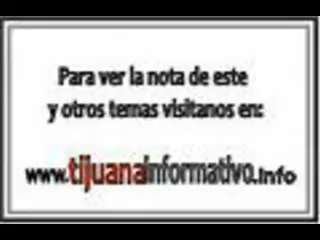 Para ver la nota de este
y otros temas visitanos en:
www.tijuanainformativo.info